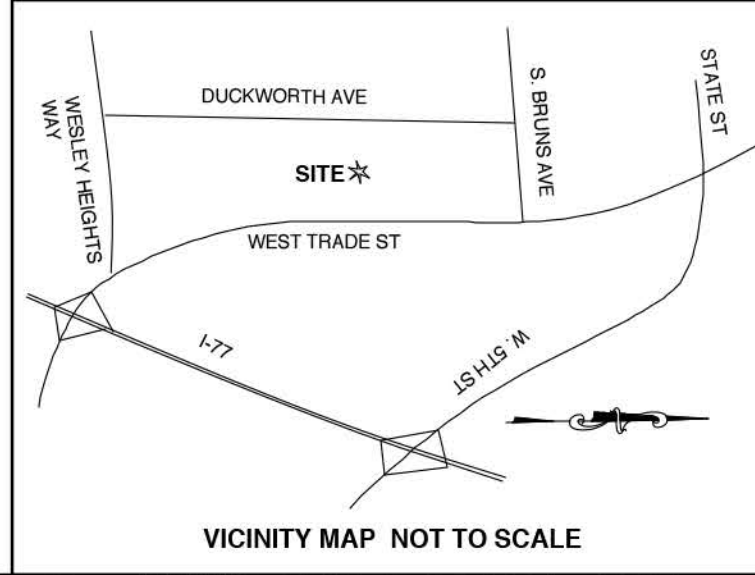 STATE ST
DUCKWORTH AVE
S. BRUNS AVE
WESLEY HEIGHTS
WAY
SITE
WEST TRADE ST
I-77
W. 5TH ST
VICINITY MAP NOT TO SCALE